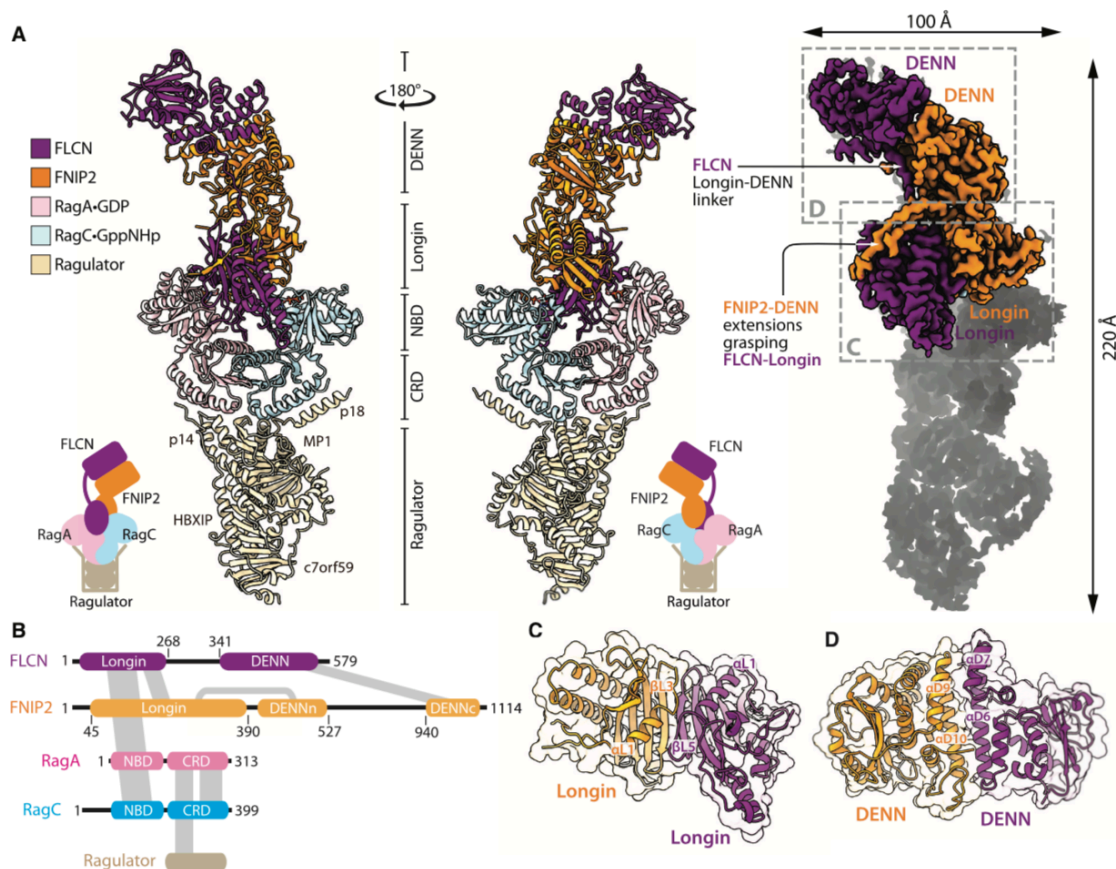 A
FLCN
FNIP2
RagA•GDP
RagC•GppNHp
Ragulator
180°
DENN
Longin
NBD
CRD
Ragulator
p14
p18
MP1
HBXIP
c7orf59
FLCN
FNIP2
RagA
RagC
Ragulator
FLCN
FNIP2
RagC
RagA
Ragulator
100 Å
220 Å
DENN
DENN
FLCN
Longin-DENN
linker
D
FNIP2-DENN
extensions
grasping
FLCN-Longin
Longin
Longin
C
B
268
341
FLCN
1
Longin
DENN
579
FNIP2
1
Longin
DENNn
DENNc
1114
45
390
527
940
RagA
1
NBD
CRD
313
RagC
1
NBD
CRD
399
Ragulator
C
αL1
βL3
αL1
βL5
Longin
Longin
D
αD7
αD9
αD6
αD10
DENN
DENN